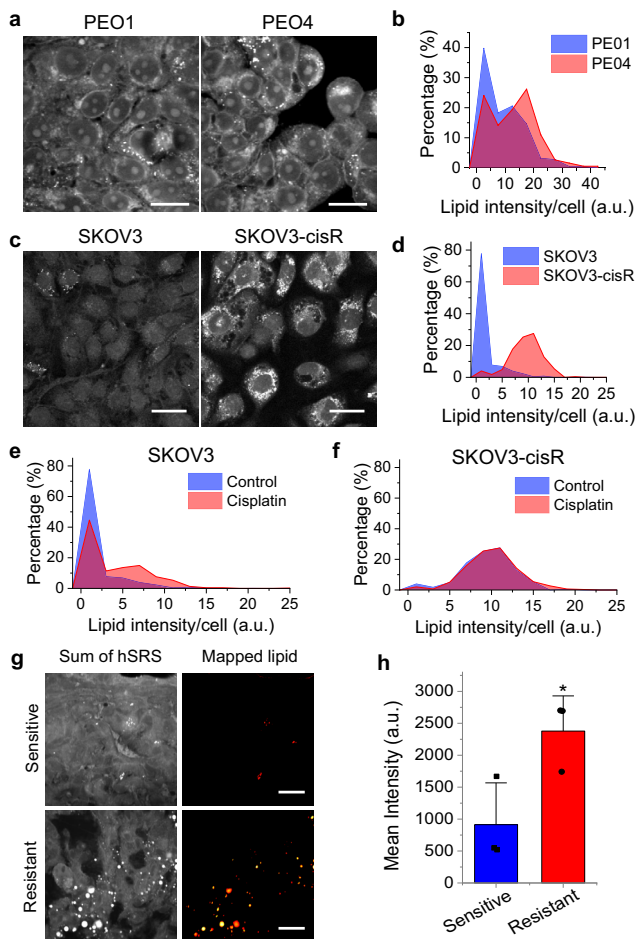 a
PEO1
PEO4
b
Percentage (%)
40
30
20
10
0
PE01
PE04
0 10 20 30 40
Lipid intensity/cell (a.u.)
c
SKOV3
SKOV3-cisR
d
Percentage (%)
80
60
40
20
0
SKOV3
SKOV3-cisR
0 5 10 15 20 25
Lipid intensity/cell (a.u.)
e
SKOV3
Percentage (%)
80
60
40
20
0
Control
Cisplatin
0 5 10 15 20 25
Lipid intensity/cell (a.u.)
f
SKOV3-cisR
Percentage (%)
80
60
40
20
0
Control
Cisplatin
0 5 10 15 20 25
Lipid intensity/cell (a.u.)
g
Sum of hSRS
Mapped lipid
Sensitive
Resistant
h
Mean Intensity (a.u.)
3000
2500
2000
1500
1000
500
0
*
Sensitive
Resistant